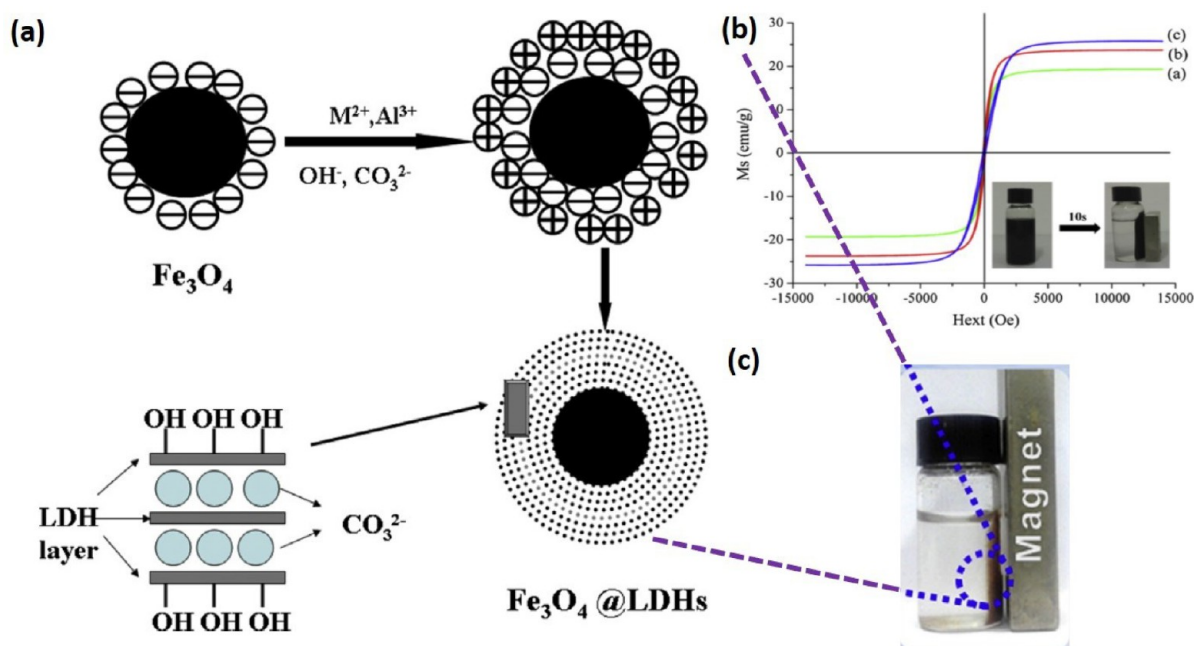 (a)
M²⁺,Al³⁺
OH⁻, CO₃²⁻
Fe₃O₄
OH OH OH
LDH
layer
CO₃²⁻
OH OH OH
Fe₃O₄ @LDHs
(b)
30
20
10
0
-10
-20
-30
Ms (emu/g)
(c)
(b)
(a)
10s
-15000 -10000 -5000 0 5000 10000 15000
Hext (Oe)
(c)
Magnet